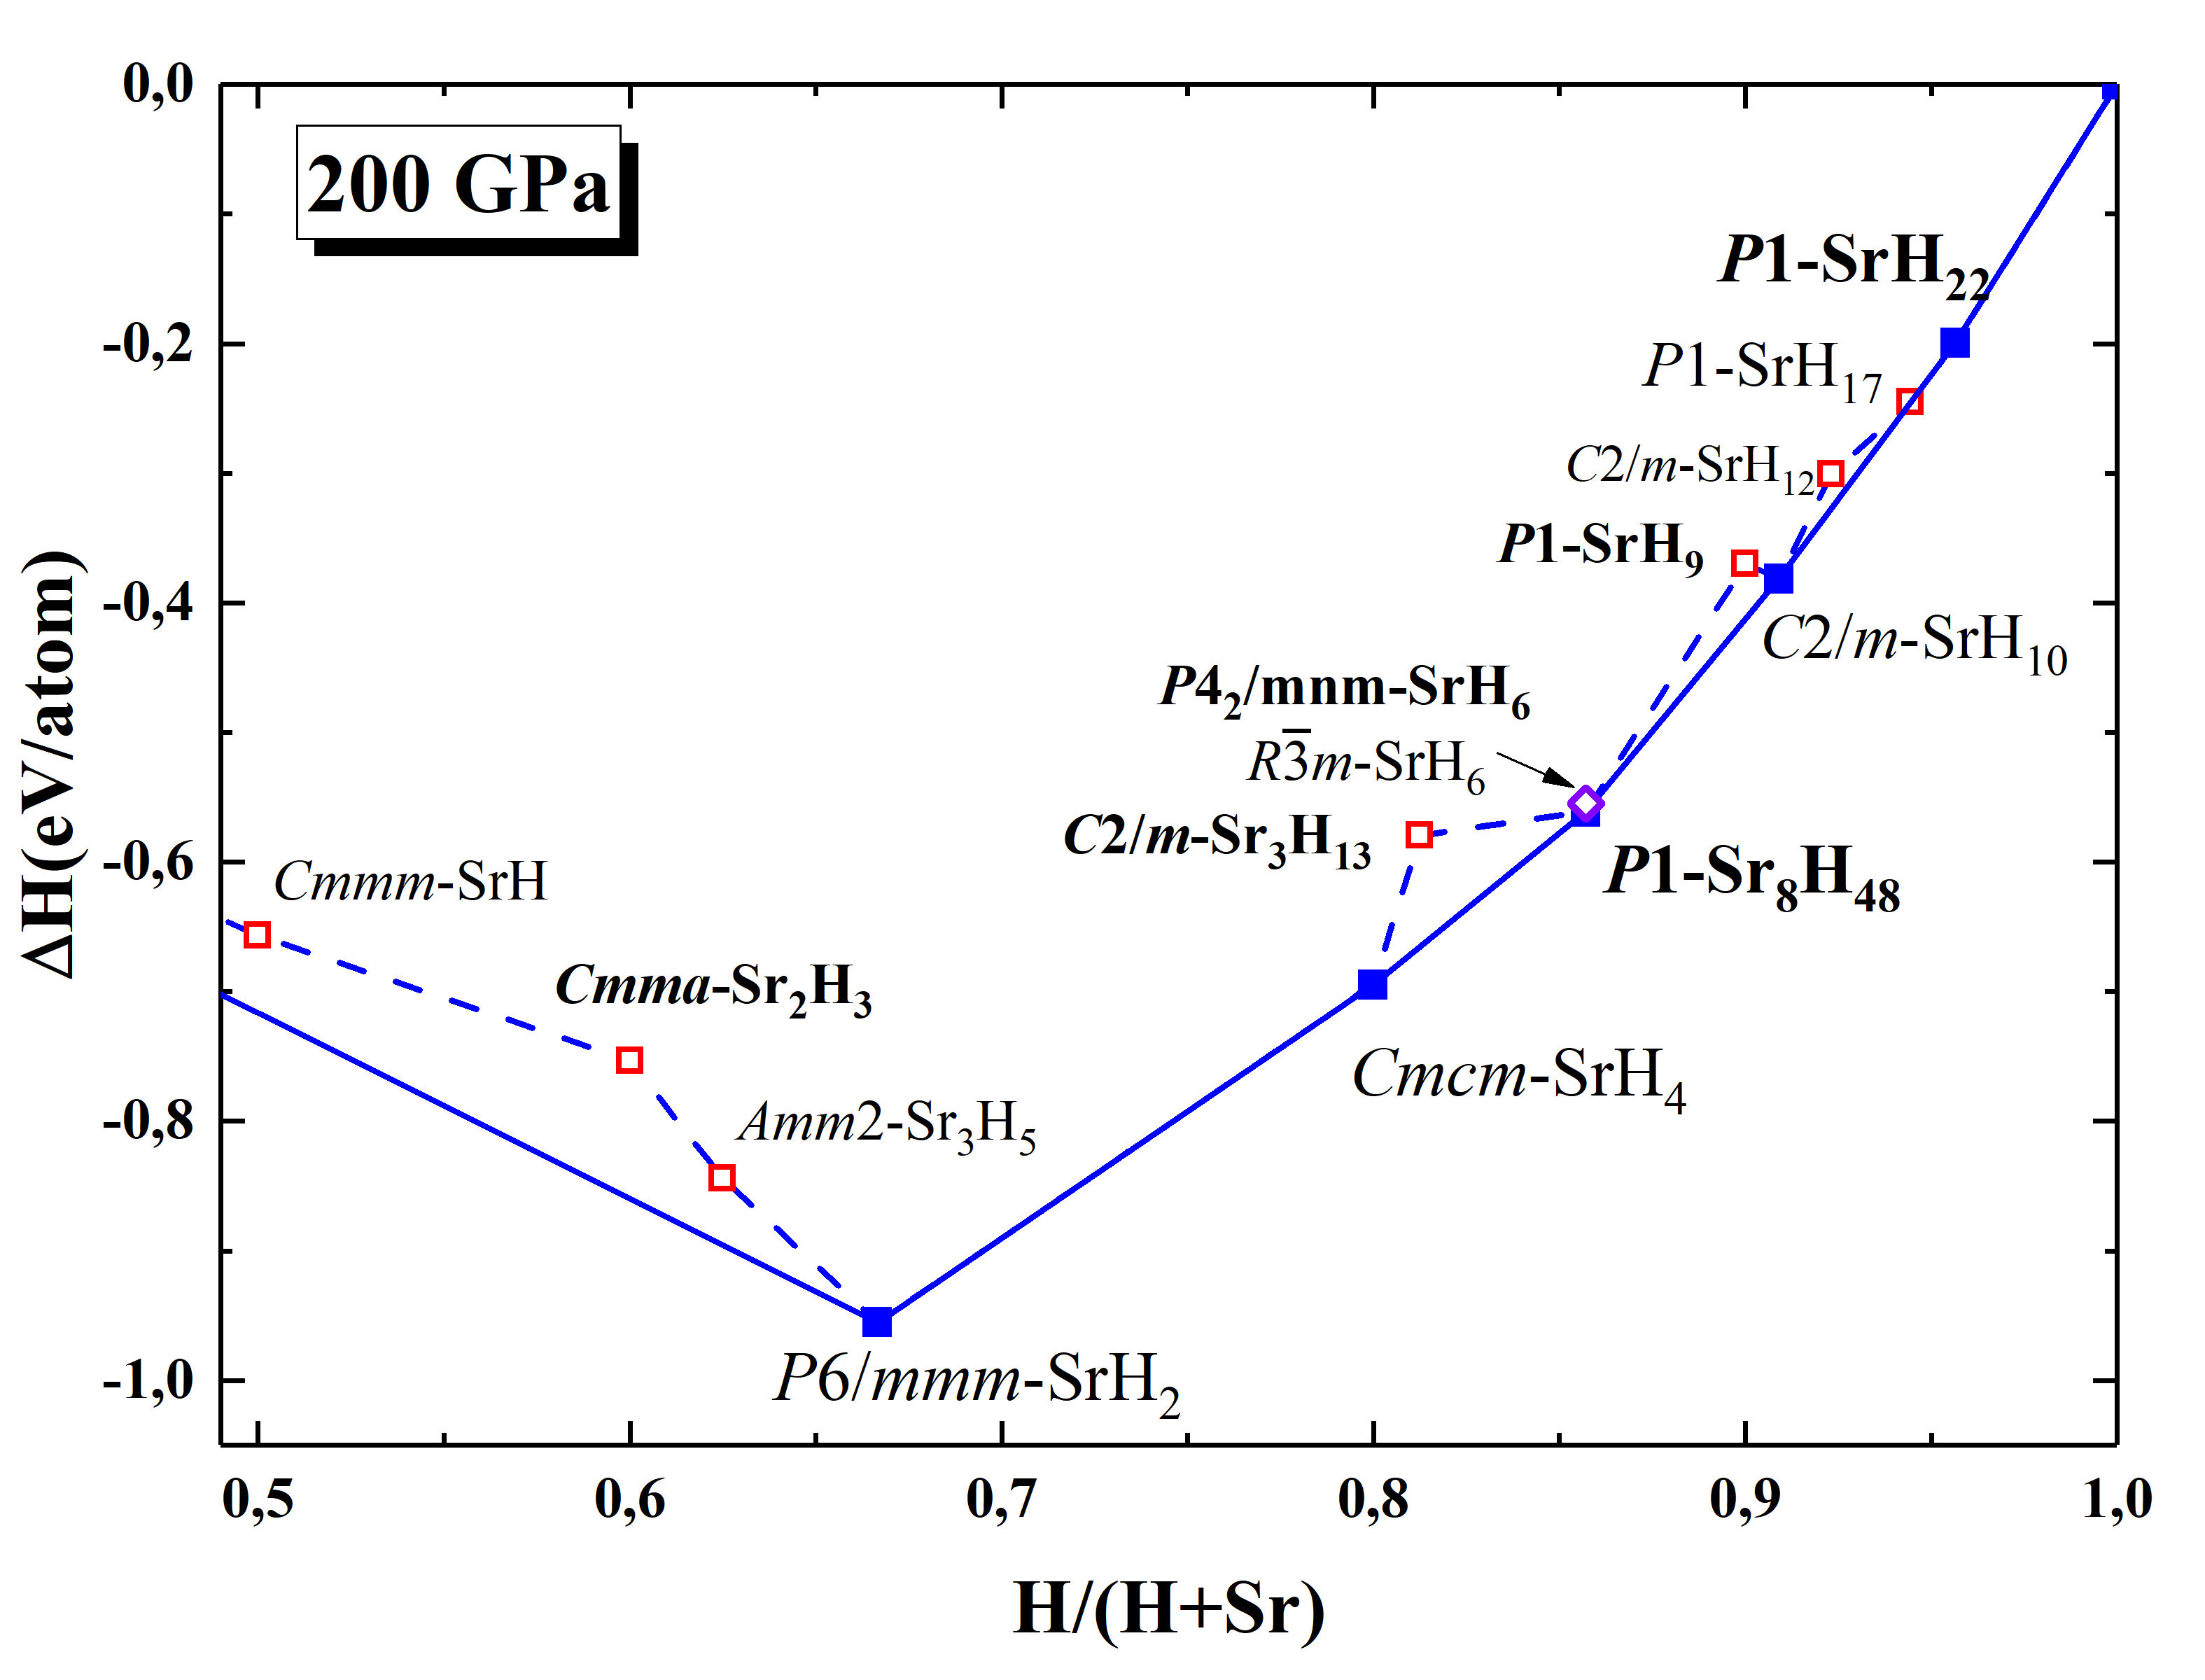 0,0
200 GPa
P1-SrH₂₂
-0,2
P1-SrH₁₇
C2/m-SrH₁₂
P1-SrH₉
-0,4
C2/m-SrH₁₀
P4₂/mnm-SrH₆
R3̅m-SrH₆
C2/m-Sr₃H₁₃
-0,6
Cmmm-SrH
P1-Sr₈H₄₈
ΔH(eV/atom)
Cmma-Sr₂H₃
Cmcm-SrH₄
-0,8
Amm2-Sr₃H₅
-1,0
P6/mmm-SrH₂
0,5 0,6 0,7 0,8 0,9 1,0
H/(H+Sr)